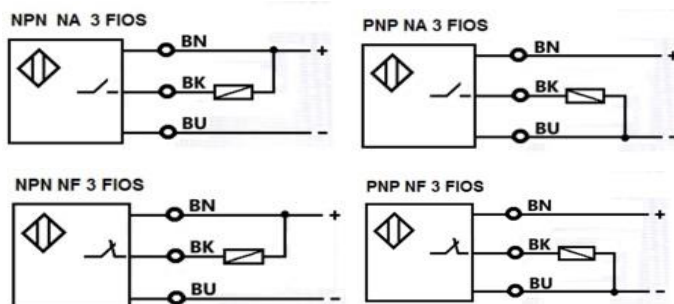 NPN NA 3 FIOS
BN
+
BK
BU
-
PNP NA 3 FIOS
BN
+
BK
BU
-
NPN NF 3 FIOS
BN
+
BK
BU
-
PNP NF 3 FIOS
BN
+
BK
BU
-